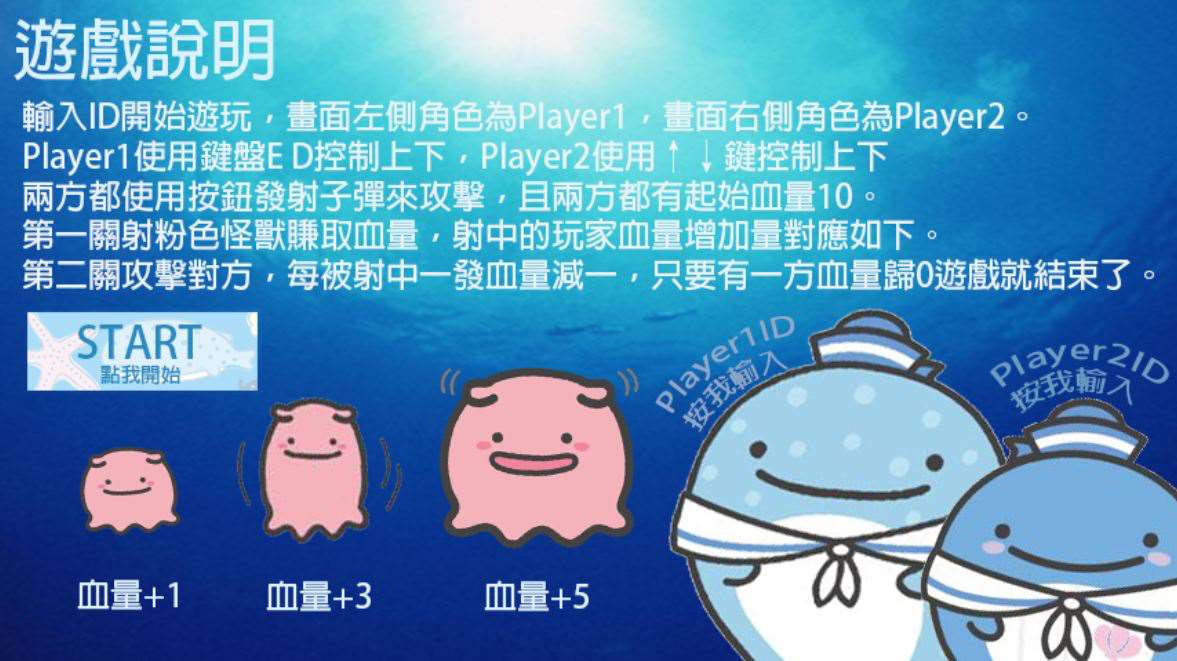 遊戲說明
輸入ID開始遊玩，畫面左側角色為Player1，畫面右側角色為Player2。
Player1使用鍵盤E D控制上下，Player2使用↑↓鍵控制上下
兩方都使用按鈕發射子彈來攻擊，且兩方都有起始血量10。
第一關射粉色怪獸賺取血量，射中的玩家血量增加量對應如下。
第二關攻擊對方，每被射中一發血量減一，只要有一方血量歸0遊戲就結束了。
START
點我開始
Player1ID
按我輸入
Player2ID
按我輸入
血量+1
血量+3
血量+5